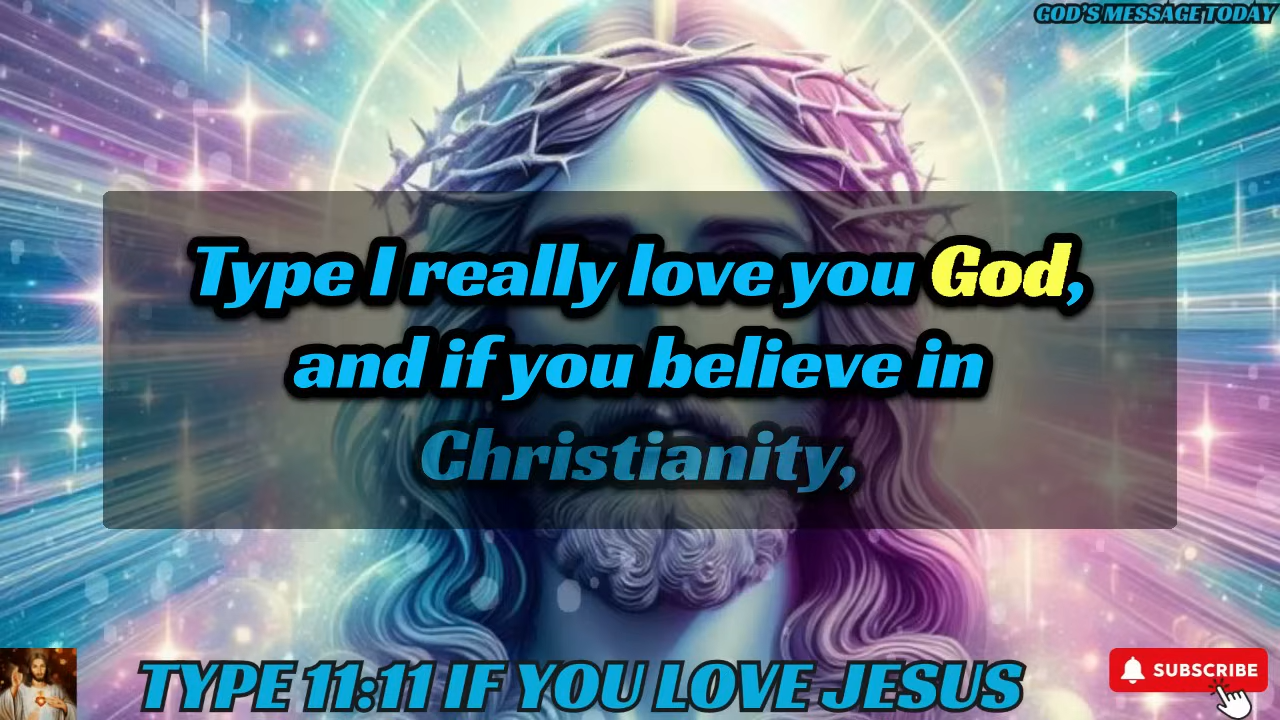 GOD'S MESSAGE TODAY
Type I really love you God,
and if you believe in
Christianity,
TYPE 11:11 IF YOU LOVE JESUS
SUBSCRIBE